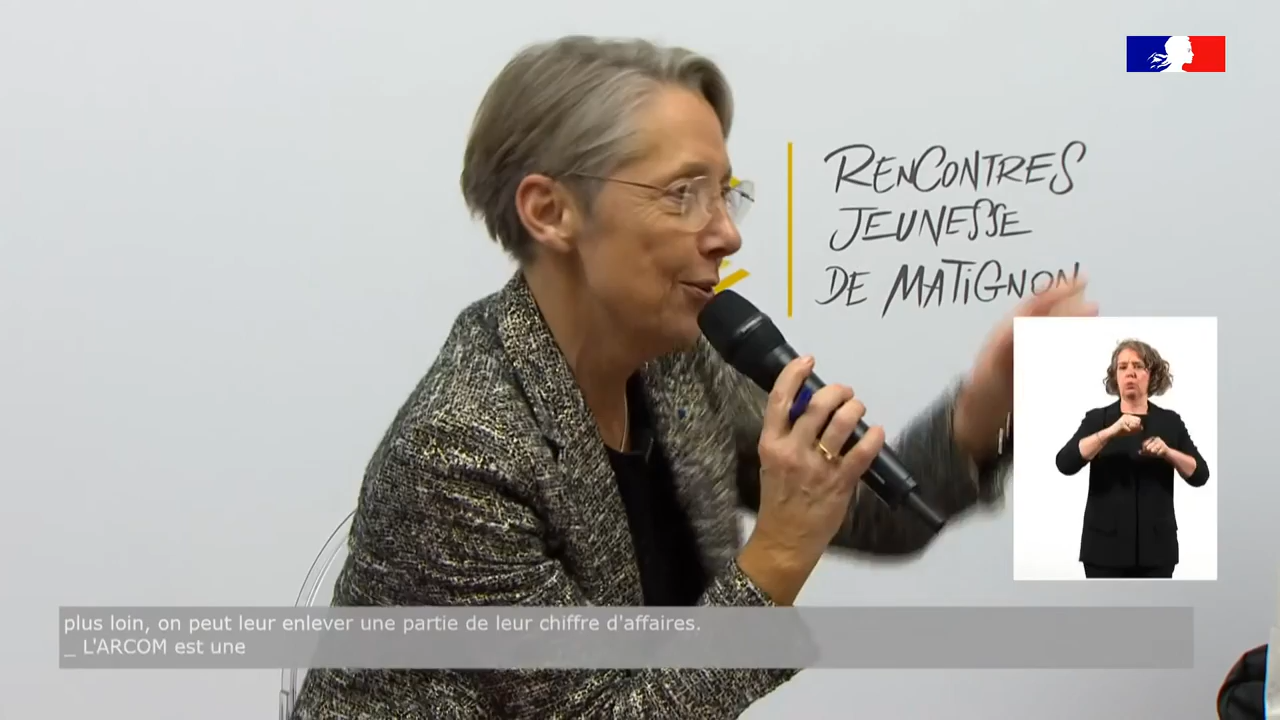 RENCONTRES
JEUNESSE
DE MATIGNON
plus loin, on peut leur enlever une partie de leur chiffre d'affaires.
_ L'ARCOM est une